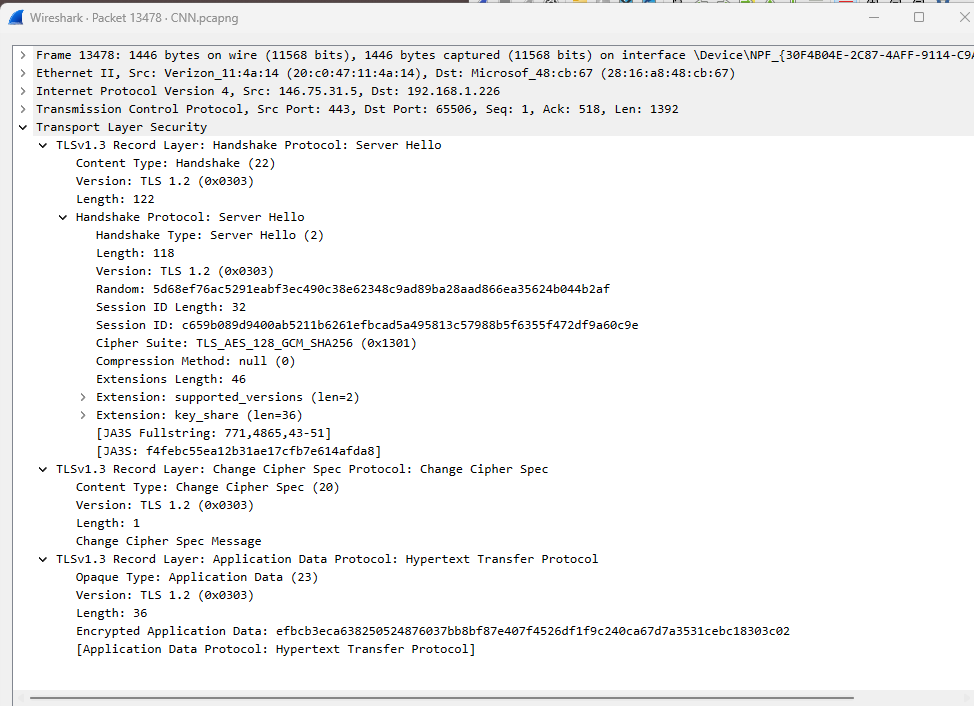 Wireshark · Packet 13478 · CNN.pcapng
Frame 13478: 1446 bytes on wire (11568 bits), 1446 bytes captured (11568 bits) on interface \Device\NPF_{30F4B04E-2C87-4AFF-9114-C9A
Ethernet II, Src: Verizon_11:4a:14 (20:c0:47:11:4a:14), Dst: Microsof_48:cb:67 (28:16:a8:48:cb:67)
Internet Protocol Version 4, Src: 146.75.31.5, Dst: 192.168.1.226
Transmission Control Protocol, Src Port: 443, Dst Port: 65506, Seq: 1, Ack: 518, Len: 1392
Transport Layer Security
TLSv1.3 Record Layer: Handshake Protocol: Server Hello
Content Type: Handshake (22)
Version: TLS 1.2 (0x0303)
Length: 122
Handshake Protocol: Server Hello
Handshake Type: Server Hello (2)
Length: 118
Version: TLS 1.2 (0x0303)
Random: 5d68ef76ac5291eabf3ec490c38e62348c9ad89ba28aad866ea35624b044b2af
Session ID Length: 32
Session ID: c659b089d9400ab5211b6261efbcad5a495813c57988b5f6355f472df9a60c9e
Cipher Suite: TLS_AES_128_GCM_SHA256 (0x1301)
Compression Method: null (0)
Extensions Length: 46
Extension: supported_versions (len=2)
Extension: key_share (len=36)
[JA3S Fullstring: 771,4865,43-51]
[JA3S: f4febc55ea12b31ae17cfb7e614afda8]
TLSv1.3 Record Layer: Change Cipher Spec Protocol: Change Cipher Spec
Content Type: Change Cipher Spec (20)
Version: TLS 1.2 (0x0303)
Length: 1
Change Cipher Spec Message
TLSv1.3 Record Layer: Application Data Protocol: Hypertext Transfer Protocol
Opaque Type: Application Data (23)
Version: TLS 1.2 (0x0303)
Length: 36
Encrypted Application Data: efbcb3eca638250524876037bb8bf87e407f4526df1f9c240ca67d7a3531cebc18303c02
[Application Data Protocol: Hypertext Transfer Protocol]